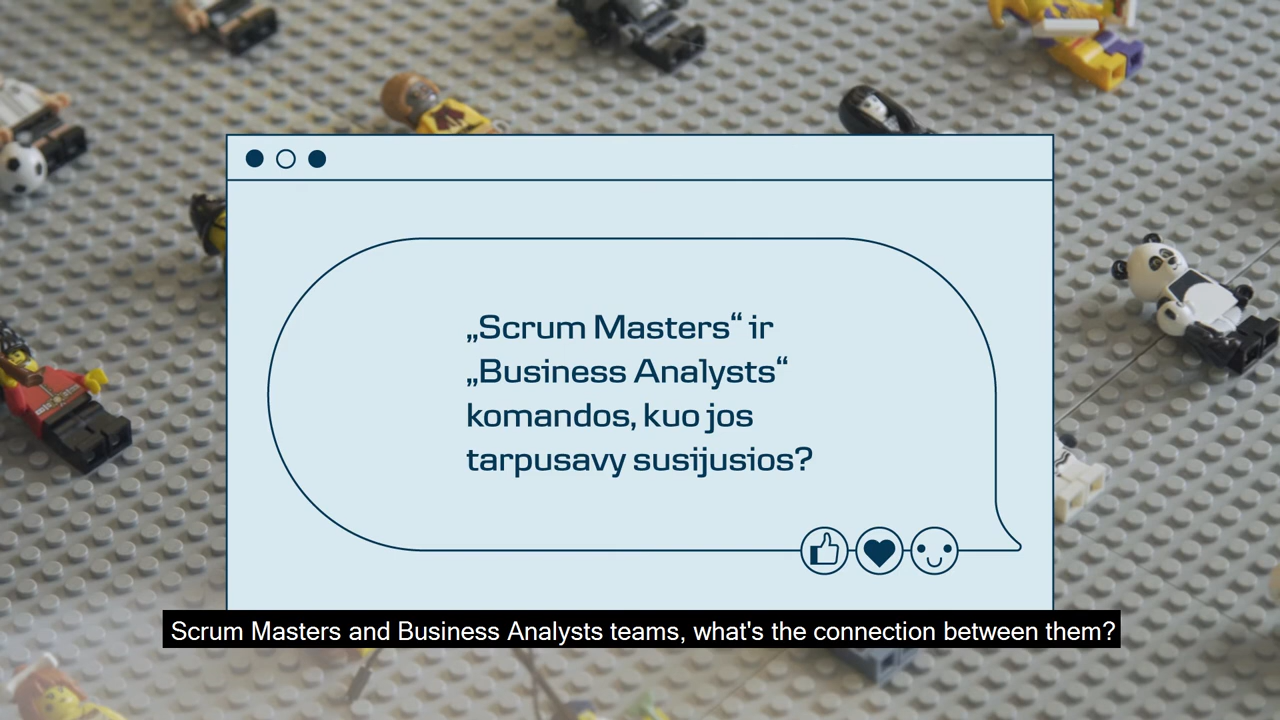 „Scrum Masters“ ir
„Business Analysts“
komandos, kuo jos
tarpusavy susijusios?
Scrum Masters and Business Analysts teams, what's the connection between them?